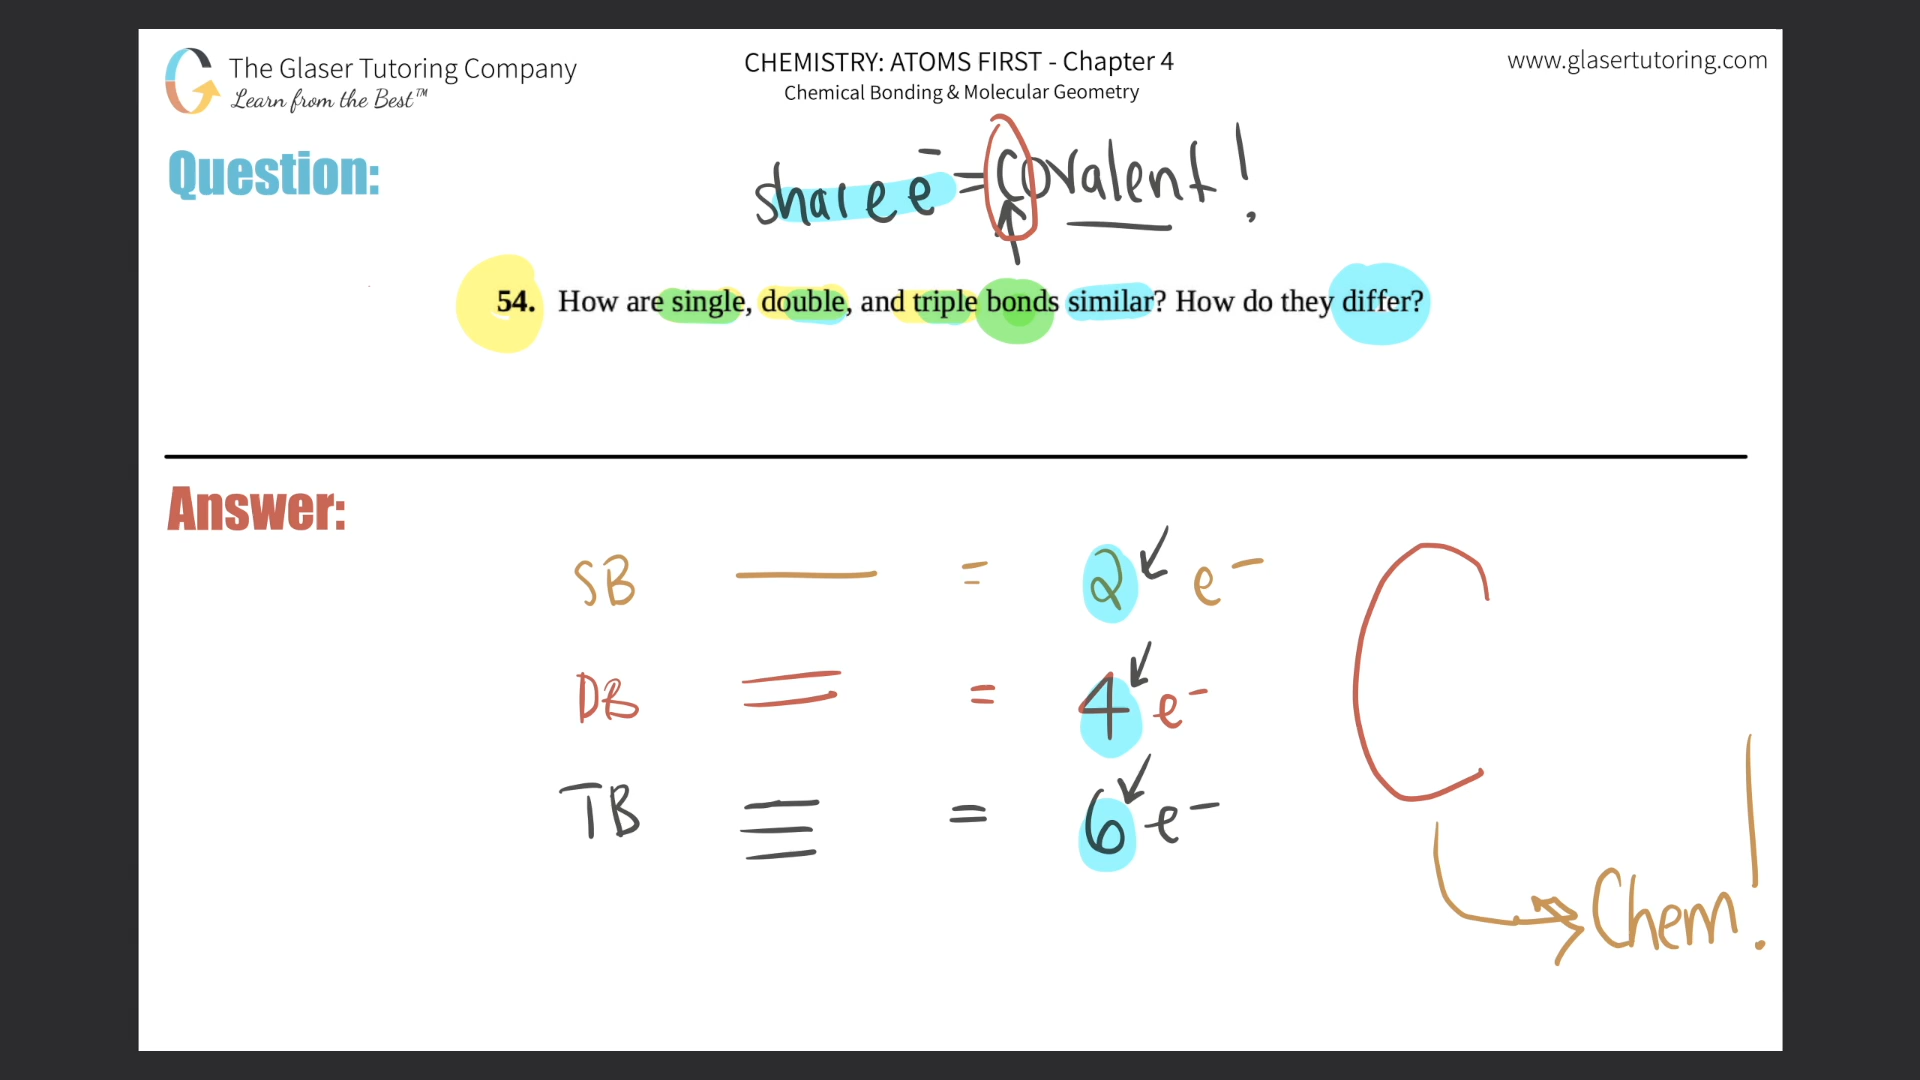 The Glaser Tutoring Company
Learn from the Best™
CHEMISTRY: ATOMS FIRST - Chapter 4
Chemical Bonding & Molecular Geometry
www.glasertutoring.com
Question:
share e⁻ = covalent!
54. How are single, double, and triple bonds similar? How do they differ?
Answer:
SB — = 2 e⁻
DB = = 4 e⁻
TB ≡ = 6 e⁻
C
Chem!